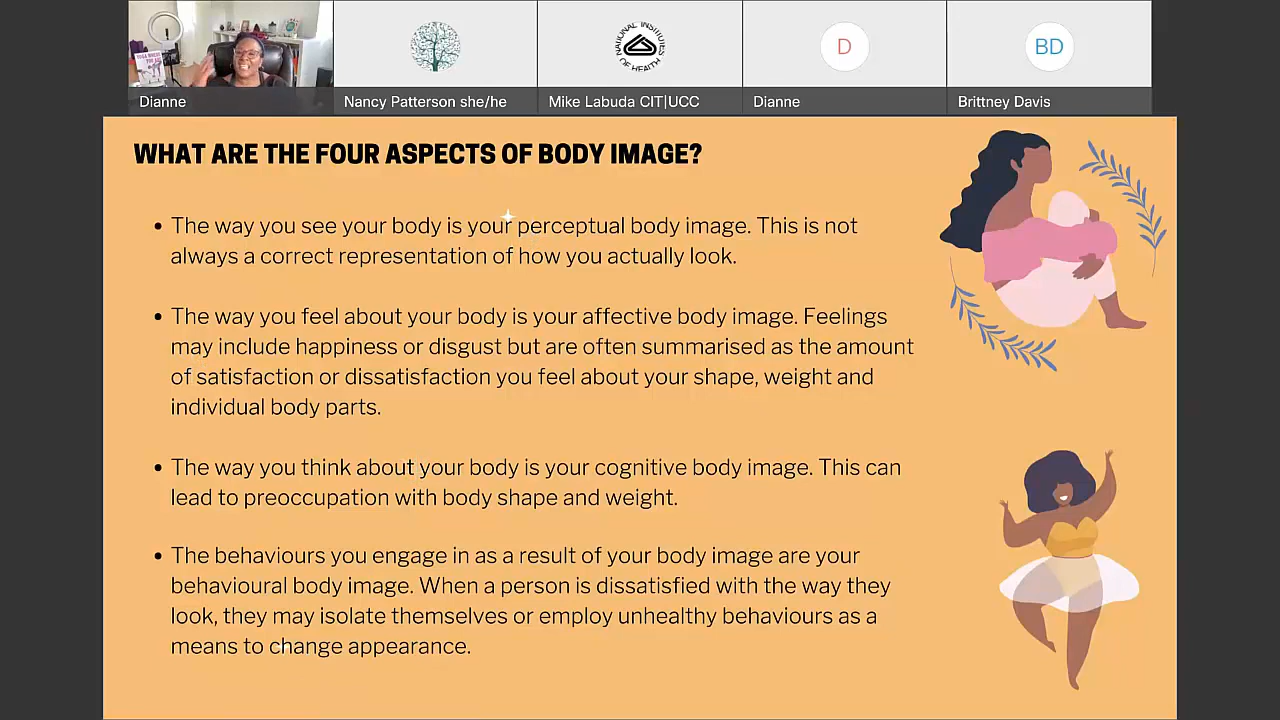 Dianne
Nancy Patterson she/he
Mike Labuda CIT|UCC
Dianne
Brittney Davis
NATIONAL INSTITUTES
OF HEALTH
D
BD
WHAT ARE THE FOUR ASPECTS OF BODY IMAGE?
• The way you see your body is your perceptual body image. This is not
always a correct representation of how you actually look.
• The way you feel about your body is your affective body image. Feelings
may include happiness or disgust but are often summarised as the amount
of satisfaction or dissatisfaction you feel about your shape, weight and
individual body parts.
• The way you think about your body is your cognitive body image. This can
lead to preoccupation with body shape and weight.
• The behaviours you engage in as a result of your body image are your
behavioural body image. When a person is dissatisfied with the way they
look, they may isolate themselves or employ unhealthy behaviours as a
means to change appearance.